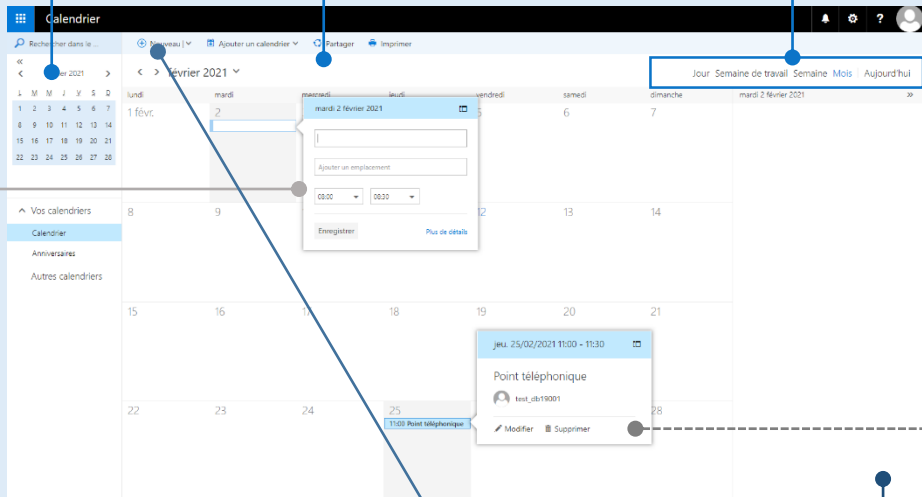 Calendrier
?
Rechercher dans le ...
Nouveau | Ajouter un calendrier Partager Imprimer
«
2021
L M M J V S D
1 2 3 4 5 6 7
8 9 10 11 12 13 14
15 16 17 18 19 20 21
22 23 24 25 26 27 28
Vos calendriers
Calendrier
Anniversaires
Autres calendriers
février 2021
Jour Semaine de travail Semaine Mois Aujourd'hui
lundi mardi mercredi jeudi vendredi samedi dimanche mardi 2 février 2021 »
1 févr. 2 5 6 7
mardi 2 février 2021
Ajouter un emplacement
08:00 08:30
Enregistrer Plus de détails
8 9 12 13 14
15 16 17 18 19 20 21
jeu. 25/02/2021 11:00 - 11:30
Point téléphonique
test_db19001
Modifier Supprimer
22 23 24 25 28
11:00 Point téléphonique